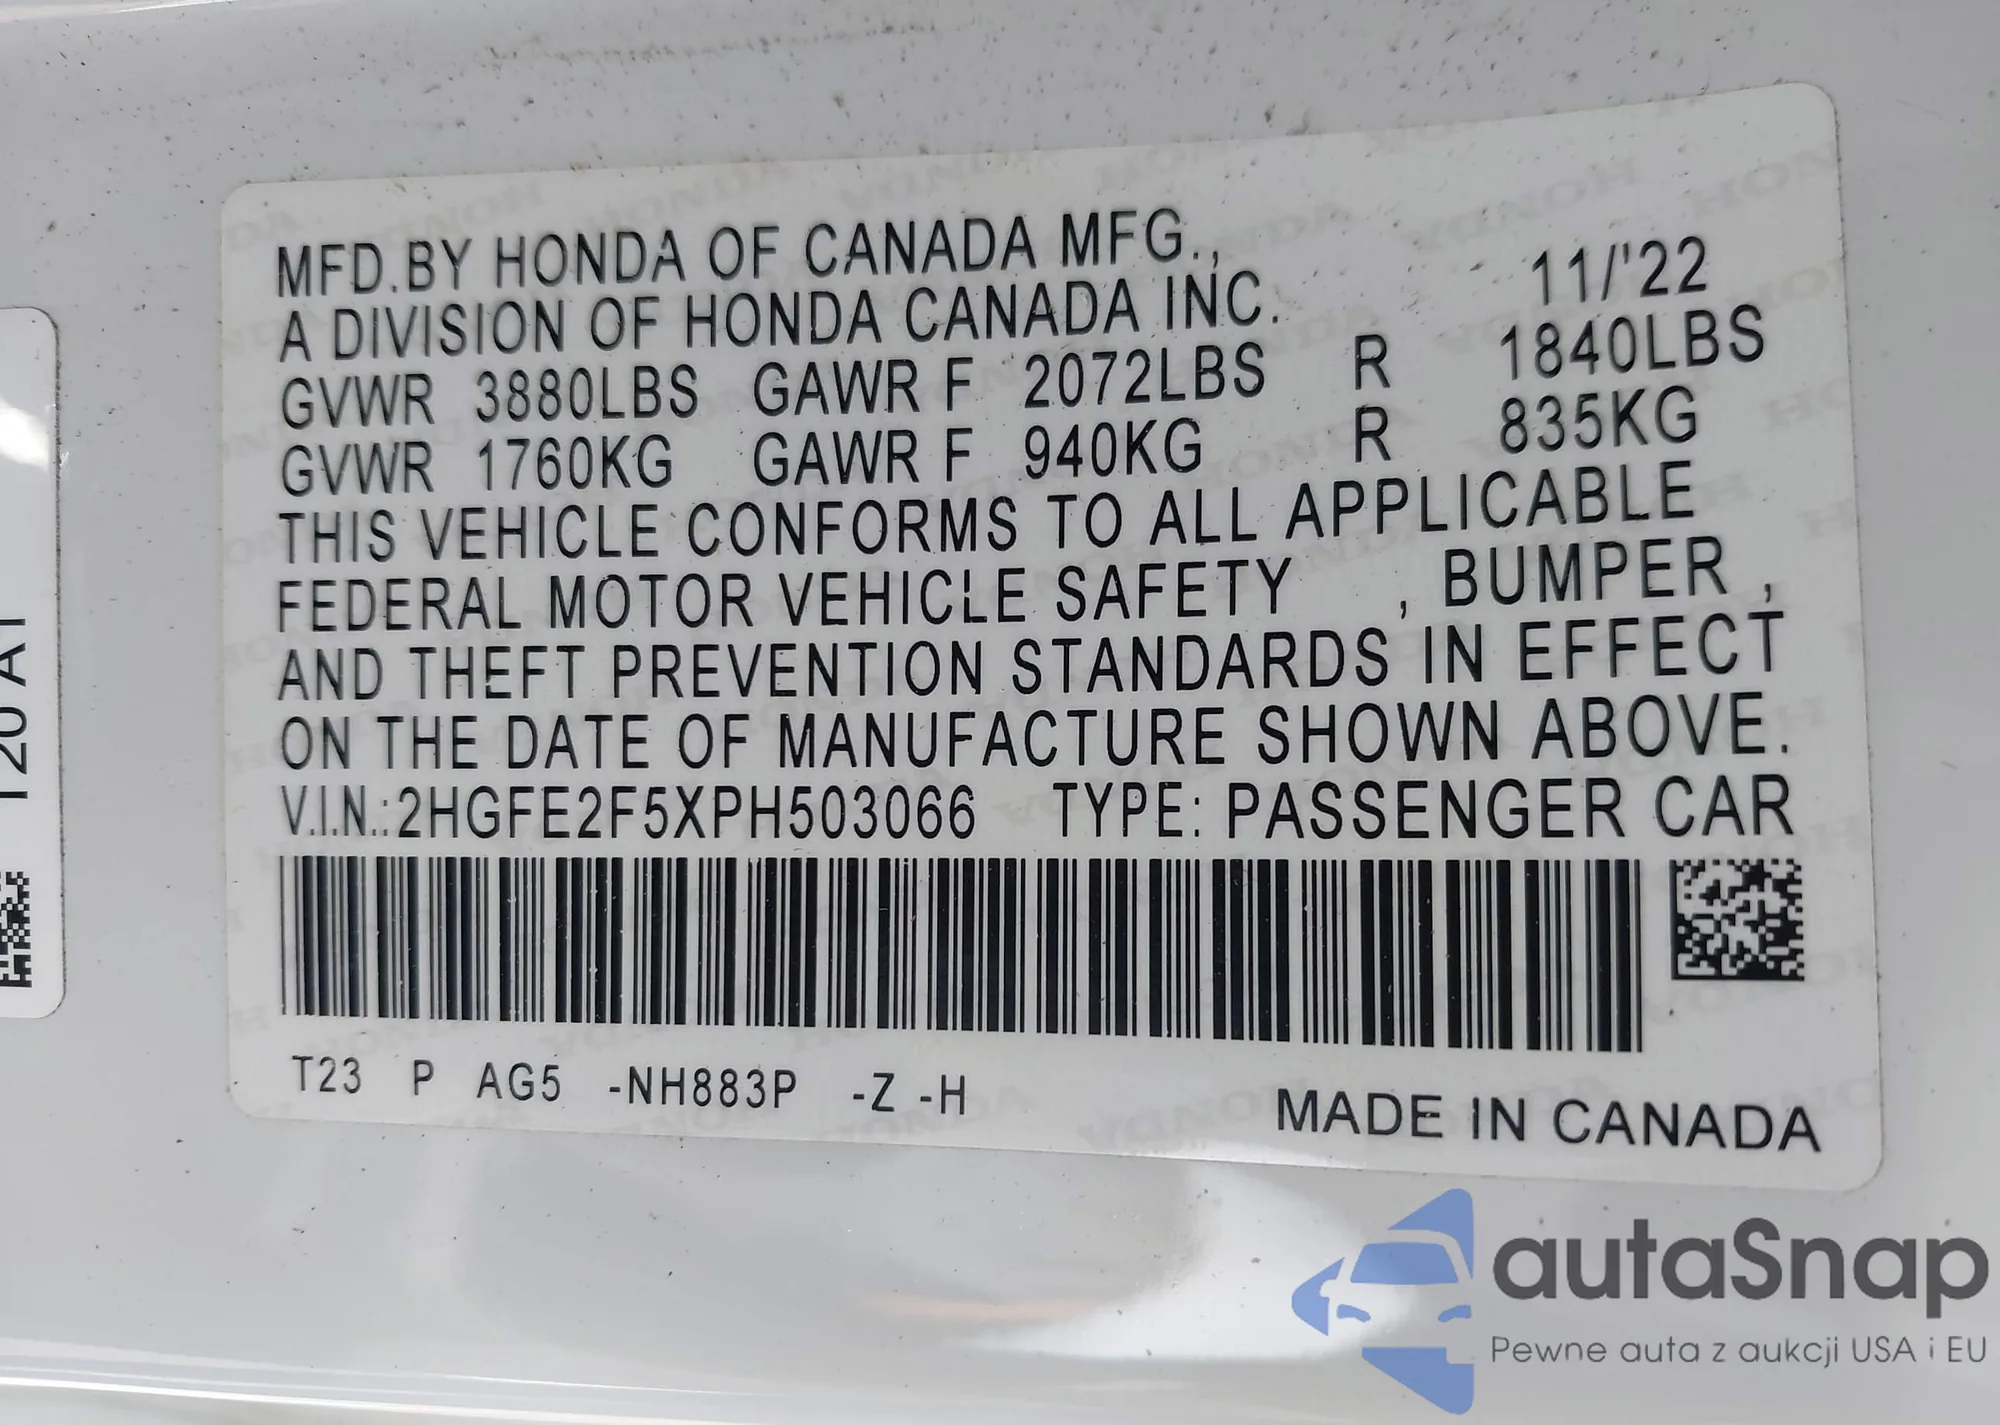 MFD.BY HONDA OF CANADA MFG.,
A DIVISION OF HONDA CANADA INC. 11/'22
GVWR 3880LBS GAWR F 2072LBS R 1840LBS
GVWR 1760KG GAWR F 940KG R 835KG
THIS VEHICLE CONFORMS TO ALL APPLICABLE
FEDERAL MOTOR VEHICLE SAFETY , BUMPER ,
AND THEFT PREVENTION STANDARDS IN EFFECT
ON THE DATE OF MANUFACTURE SHOWN ABOVE.
V.I.N.:2HGFE2F5XPH503066 TYPE: PASSENGER CAR
T23 P AG5 -NH883P -Z -H
MADE IN CANADA
autaSnap
Pewne auta z aukcji USA i EU